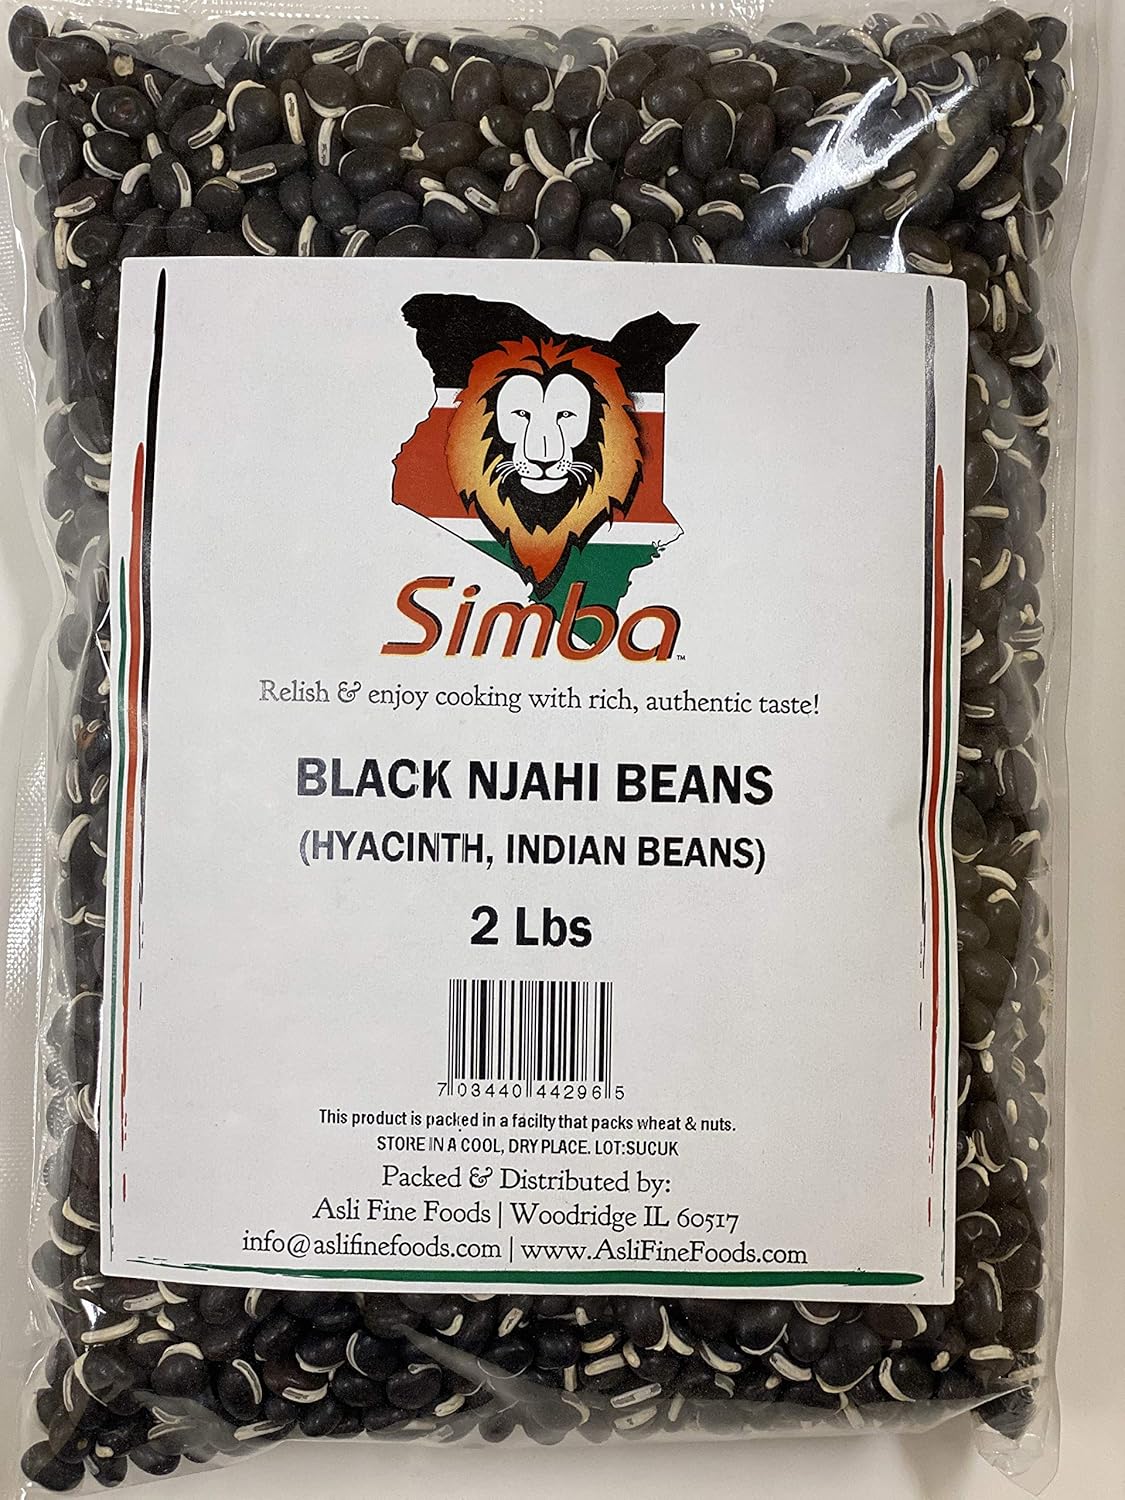 Simba™
Relish & enjoy cooking with rich, authentic taste!
BLACK NJAHI BEANS
(HYACINTH, INDIAN BEANS)
2 Lbs
7 03440 44296 5
This product is packed in a facilty that packs wheat & nuts.
STORE IN A COOL, DRY PLACE. LOT:SUCUK
Packed & Distributed by:
Asli Fine Foods | Woodridge IL 60517
info@aslifinefoods.com | www.AsliFineFoods.com